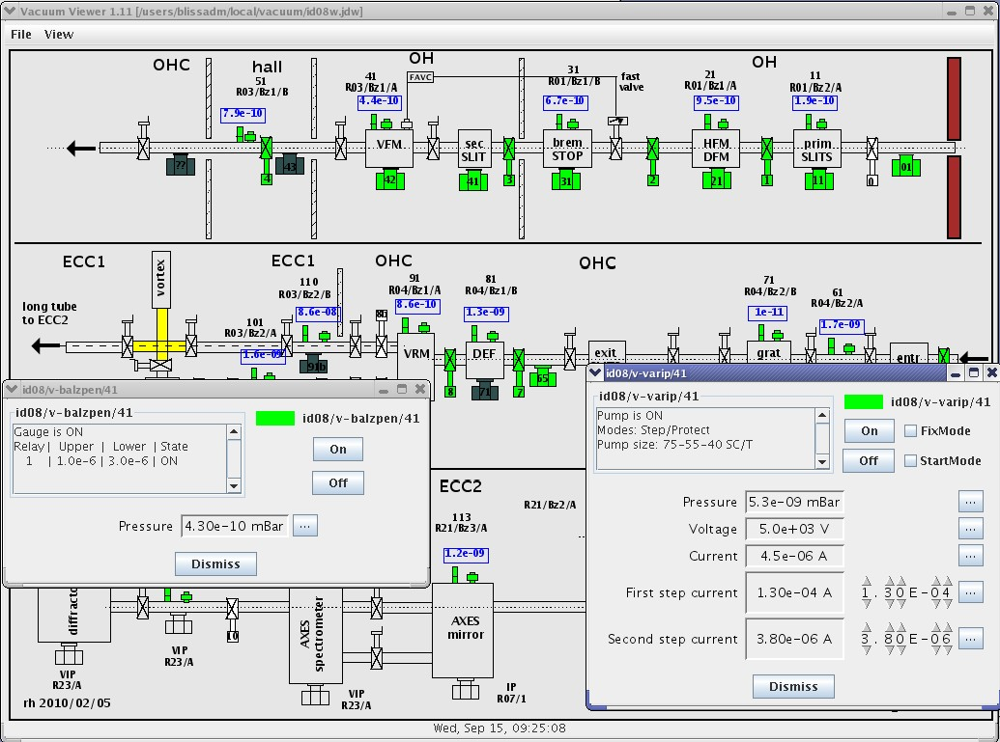 Vacuum Viewer 1.11 [/users/blissadm/local/vacuum/id08w.jdw]
File View
OHC
hall
OH
OH
51
R03/Bz1/B
7.9e-10
41
R03/Bz1/A
4.4e-10
FAVC
31
R01/Bz1/B
6.7e-10
fast
valve
21
R01/Bz1/A
9.5e-10
11
R01/Bz2/A
1.9e-10
VFM
sec
SLIT
brem
STOP
HFM
DFM
prim
SLITS
??
4
43
42
41
3
31
2
21
1
11
0
01
ECC1
ECC1
OHC
OHC
vortex
long tube
to ECC2
110
R03/Bz2/B
8.6e-08
101
R03/Bz2/A
1.6e-09
91b
91
R04/Bz1/A
8.6e-10
81
R04/Bz1/B
1.3e-09
71
R04/Bz2/B
1e-11
61
R04/Bz2/A
1.7e-09
VRM
DEF
exit
grat
entr
8
71
7
65
id08/v-balzpen/41
id08/v-balzpen/41
Gauge is ON
Relay | Upper | Lower | State
1 | 1.0e-6 | 3.0e-6 | ON
id08/v-balzpen/41
On
Off
Pressure 4.30e-10 mBar ...
Dismiss
id08/v-varip/41
id08/v-varip/41
Pump is ON
Modes: Step/Protect
Pump size: 75-55-40 SC/T
id08/v-varip/41
On FixMode
Off StartMode
Pressure 5.3e-09 mBar ...
Voltage 5.0e+03 V ...
Current 4.5e-06 A ...
First step current 1.30e-04 A 1.30E-04 ...
Second step current 3.80e-06 A 3.80E-06 ...
Dismiss
ECC2
R21/Bz2/A
113
R21/Bz3/A
1.2e-09
diffracto
10
AXES
spectrometer
AXES
mirror
VIP
R23/A
VIP
R23/A
VIP
R23/A
IP
R07/1
rh 2010/02/05
Wed, Sep 15, 09:25:08